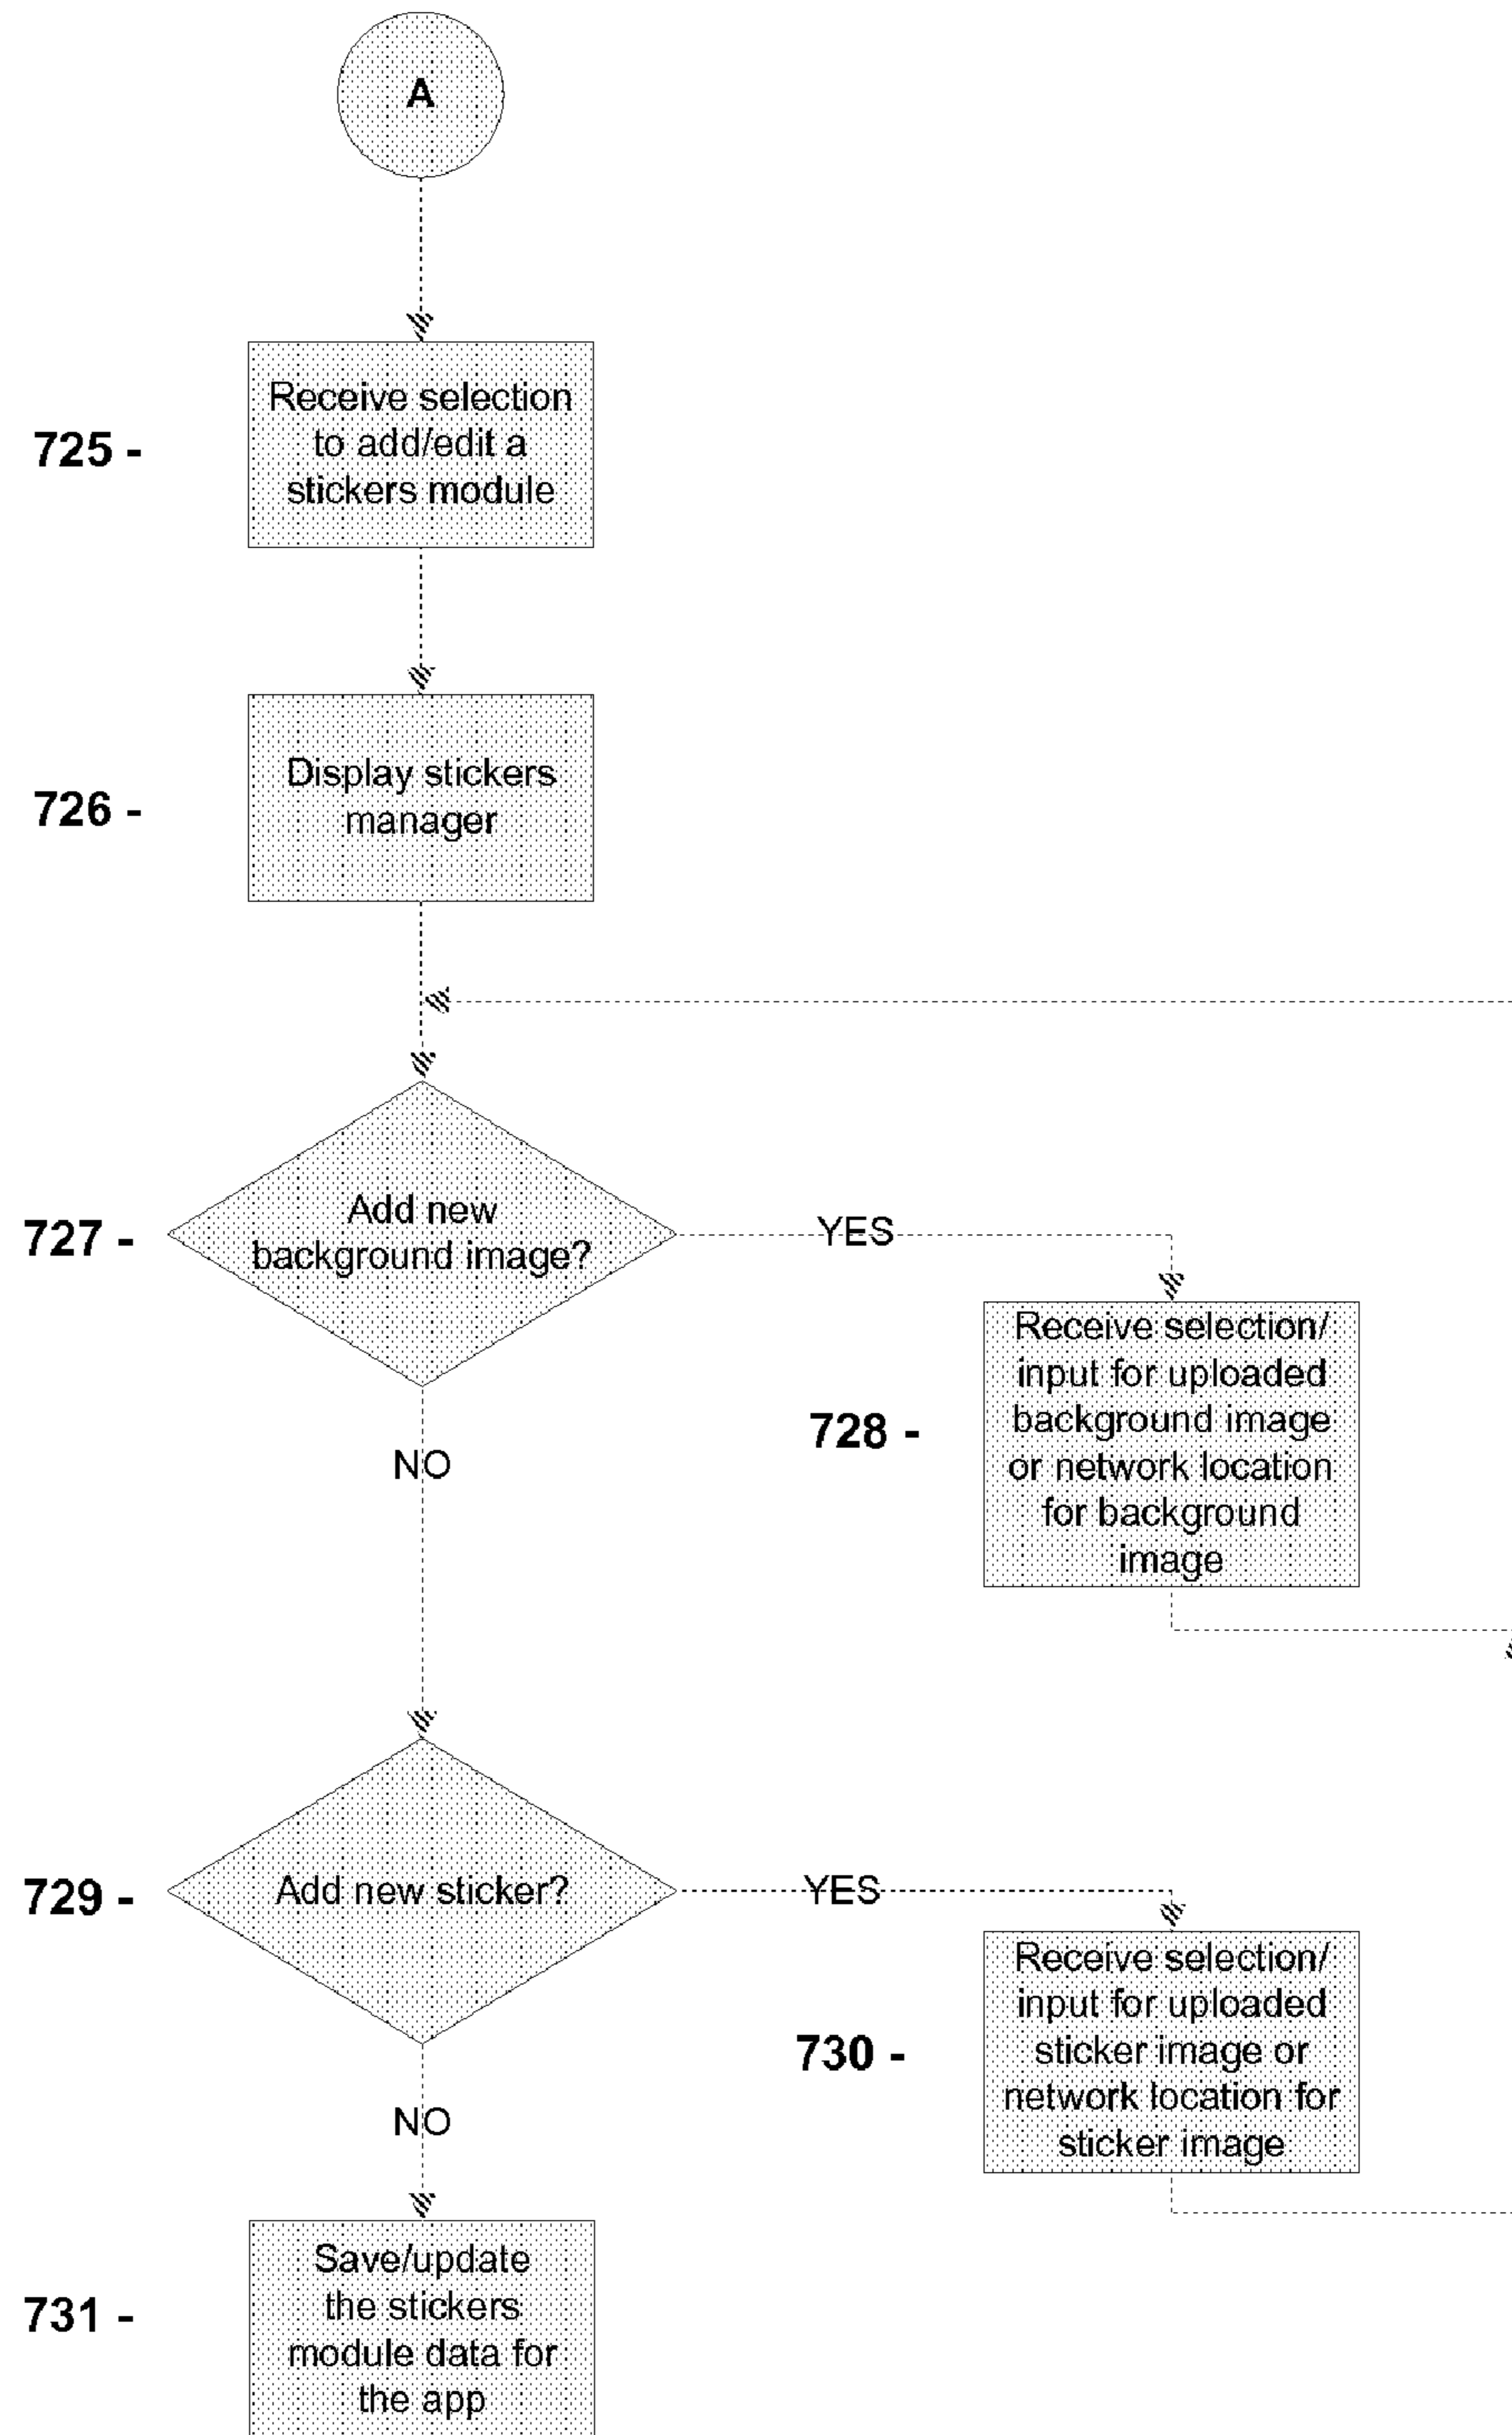 A
725 -
Receive selection
to add/edit a
stickers module
726 -
Display stickers
manager
727 -
Add new
background image?
YES
NO
728 -
Receive selection/
input for uploaded
background image
or network location
for background
image
729 -
Add new sticker?
YES
NO
730 -
Receive selection/
input for uploaded
sticker image or
network location for
sticker image
731 -
Save/update
the stickers
module data for
the app